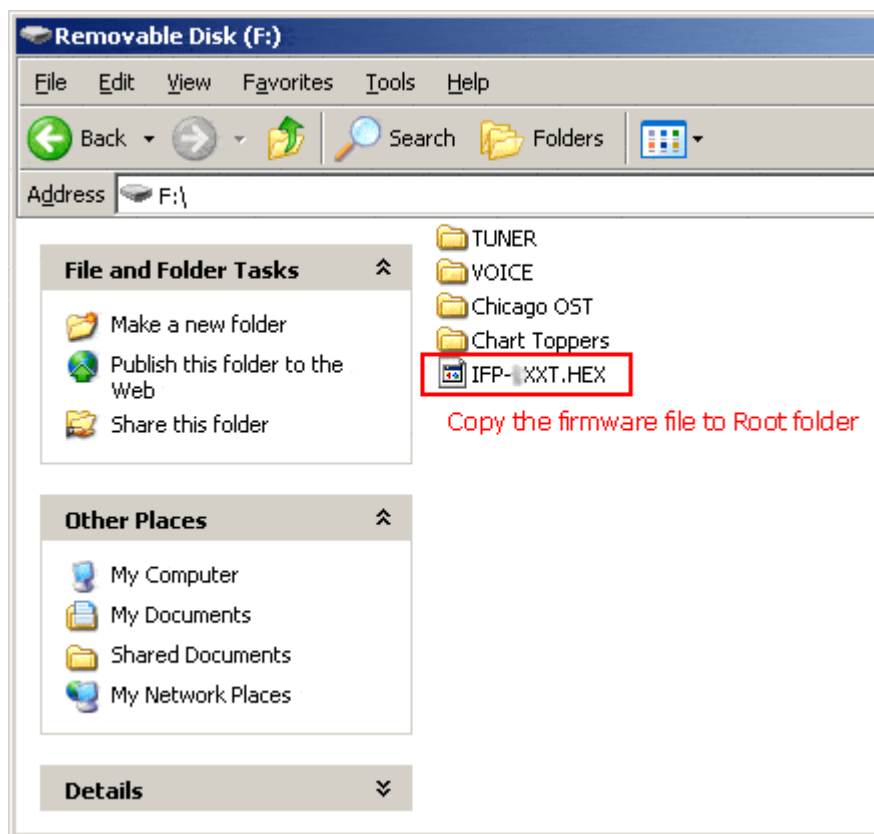 Removable Disk (F:)
File Edit View Favorites Tools Help
Back Search Folders
Address F:\
File and Folder Tasks
Make a new folder
Publish this folder to the
Web
Share this folder
Other Places
My Computer
My Documents
Shared Documents
My Network Places
Details
TUNER
VOICE
Chicago OST
Chart Toppers
IFP- XXT.HEX
Copy the firmware file to Root folder